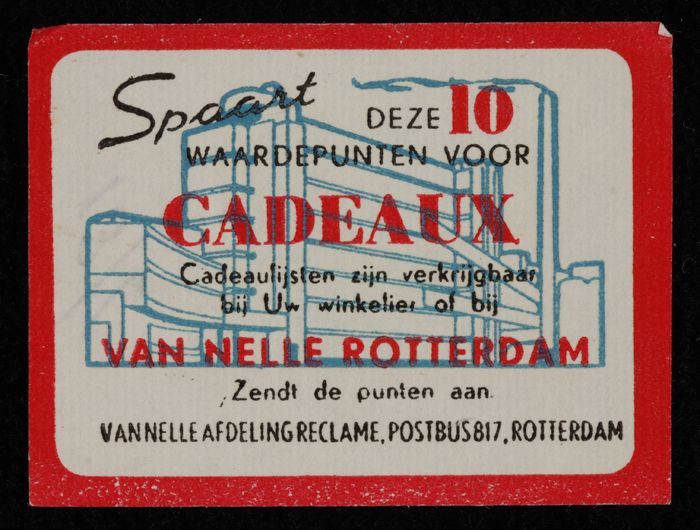 Spaart
DEZE 10
WAARDEPUNTEN VOOR
CADEAUX
Cadeaulijsten zijn verkrijgbaar
bij Uw winkelier of bij
VAN NELLE ROTTERDAM
Zendt de punten aan.
VAN NELLE AFDELING RECLAME, POSTBUS 817, ROTTERDAM